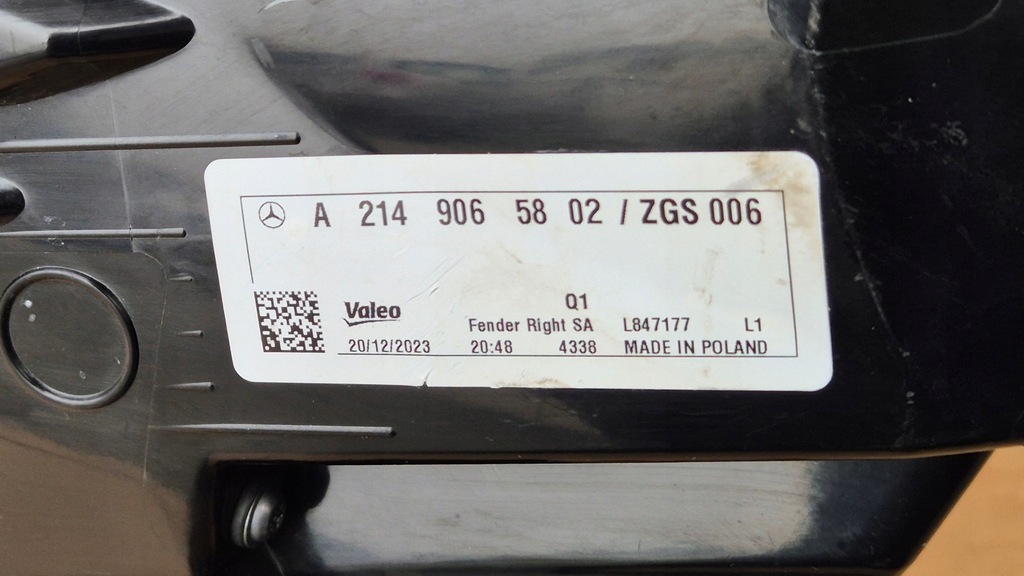 A 214 906 58 02 / ZGS 006
Valeo
Q1
Fender Right SA L847177 L1
20/12/2023 20:48 4338 MADE IN POLAND